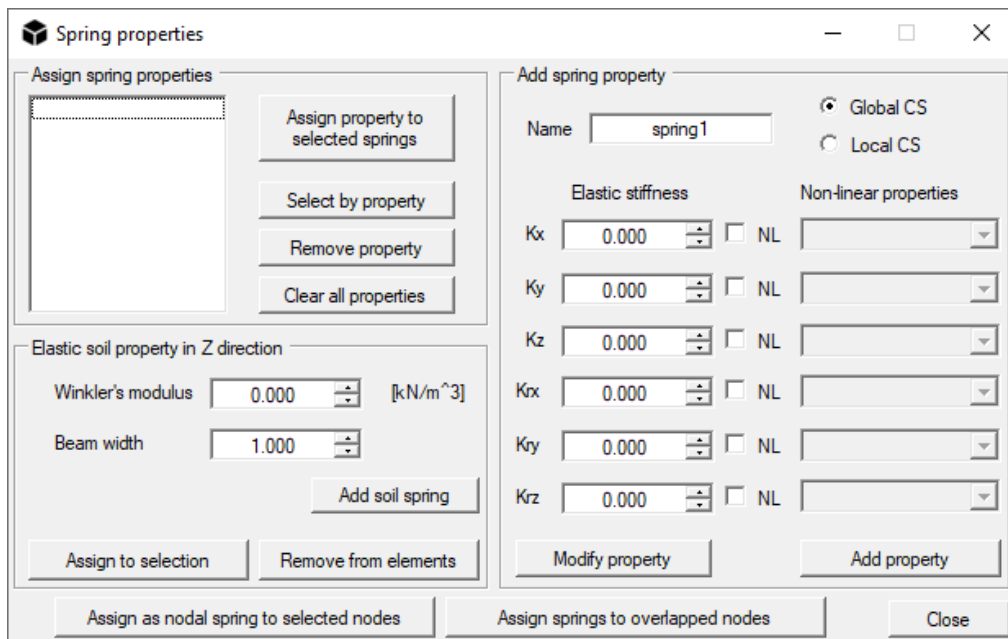 Spring properties
Assign spring properties
Assign property to
selected springs
Select by property
Remove property
Clear all properties
Elastic soil property in Z direction
Winkler's modulus 0.000 [kN/m^3]
Beam width 1.000
Add soil spring
Assign to selection Remove from elements
Add spring property
Name spring1 Global CS
Local CS
Elastic stiffness Non-linear properties
Kx 0.000 NL
Ky 0.000 NL
Kz 0.000 NL
Krx 0.000 NL
Kry 0.000 NL
Krz 0.000 NL
Modify property Add property
Assign as nodal spring to selected nodes Assign springs to overlapped nodes Close